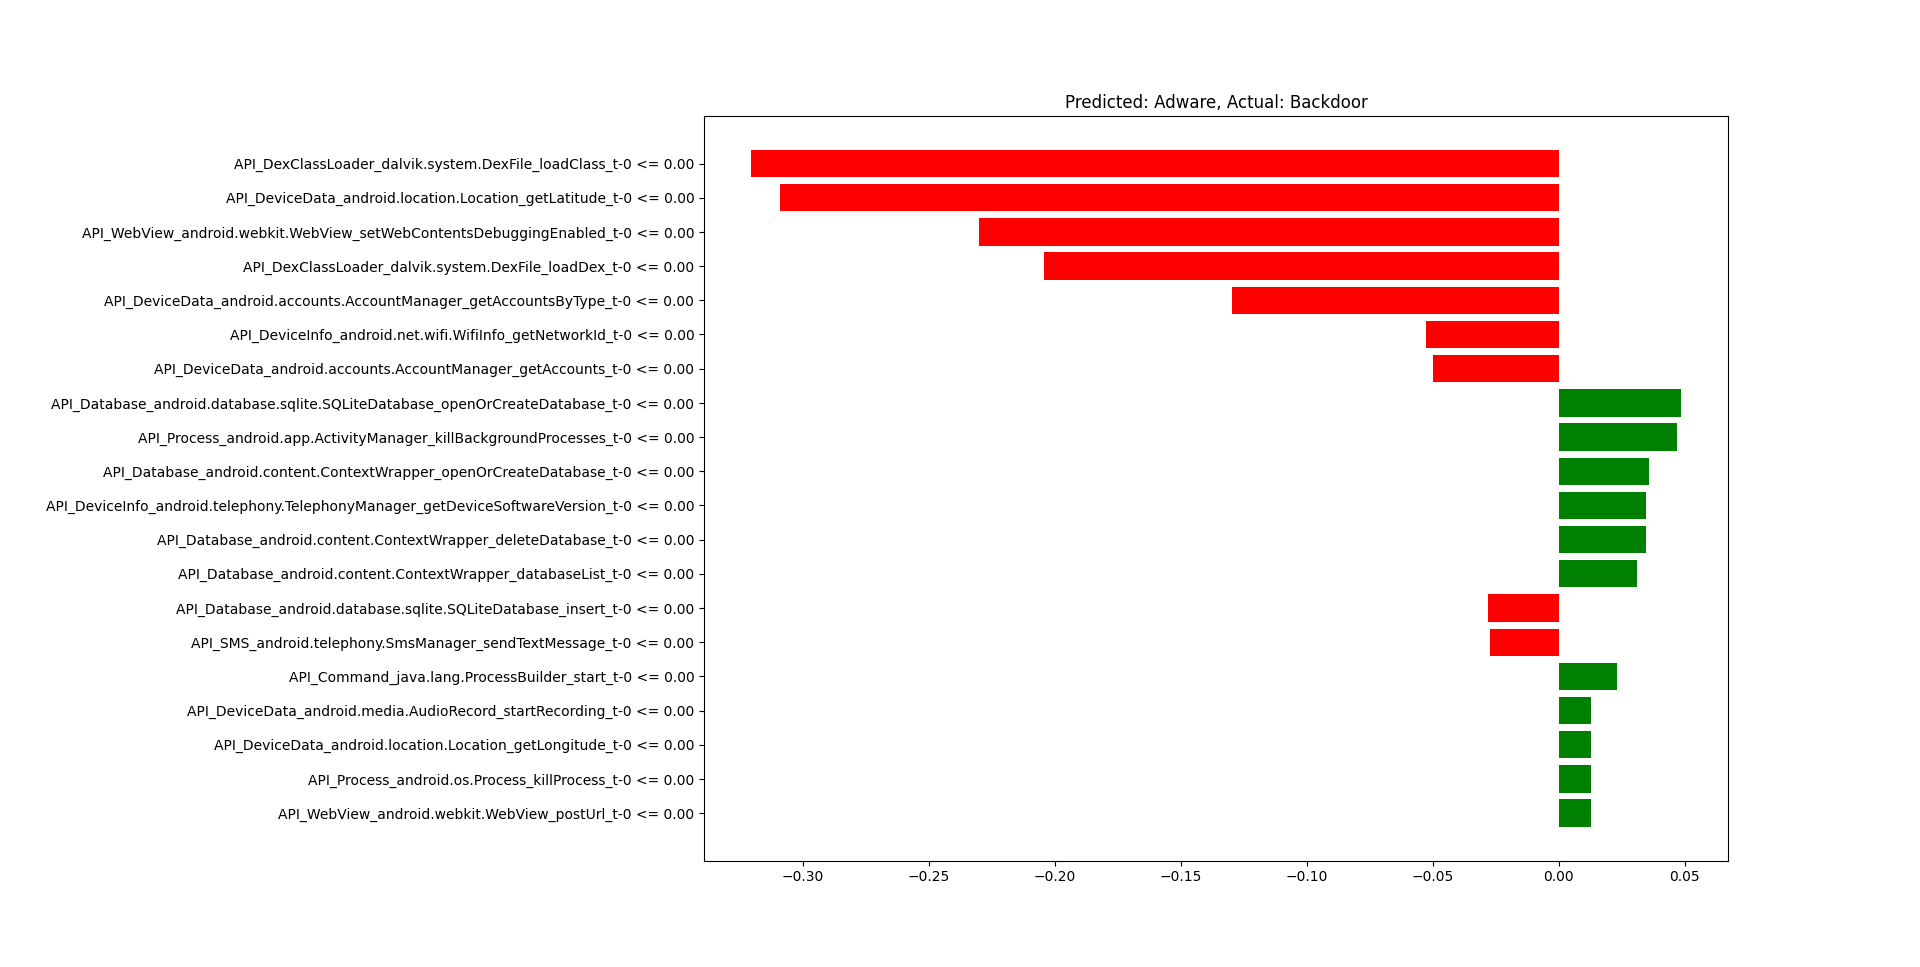 Predicted: Adware, Actual: Backdoor
API_DexClassLoader_dalvik.system.DexFile_loadClass_t-0 <= 0.00
API_DeviceData_android.location.Location_getLatitude_t-0 <= 0.00
API_WebView_android.webkit.WebView_setWebContentsDebuggingEnabled_t-0 <= 0.00
API_DexClassLoader_dalvik.system.DexFile_loadDex_t-0 <= 0.00
API_DeviceData_android.accounts.AccountManager_getAccountsByType_t-0 <= 0.00
API_DeviceInfo_android.net.wifi.WifiInfo_getNetworkId_t-0 <= 0.00
API_DeviceData_android.accounts.AccountManager_getAccounts_t-0 <= 0.00
API_Database_android.database.sqlite.SQLiteDatabase_openOrCreateDatabase_t-0 <= 0.00
API_Process_android.app.ActivityManager_killBackgroundProcesses_t-0 <= 0.00
API_Database_android.content.ContextWrapper_openOrCreateDatabase_t-0 <= 0.00
API_DeviceInfo_android.telephony.TelephonyManager_getDeviceSoftwareVersion_t-0 <= 0.00
API_Database_android.content.ContextWrapper_deleteDatabase_t-0 <= 0.00
API_Database_android.content.ContextWrapper_databaseList_t-0 <= 0.00
API_Database_android.database.sqlite.SQLiteDatabase_insert_t-0 <= 0.00
API_SMS_android.telephony.SmsManager_sendTextMessage_t-0 <= 0.00
API_Command_java.lang.ProcessBuilder_start_t-0 <= 0.00
API_DeviceData_android.media.AudioRecord_startRecording_t-0 <= 0.00
API_DeviceData_android.location.Location_getLongitude_t-0 <= 0.00
API_Process_android.os.Process_killProcess_t-0 <= 0.00
API_WebView_android.webkit.WebView_postUrl_t-0 <= 0.00
−0.30 −0.25 −0.20 −0.15 −0.10 −0.05 0.00 0.05